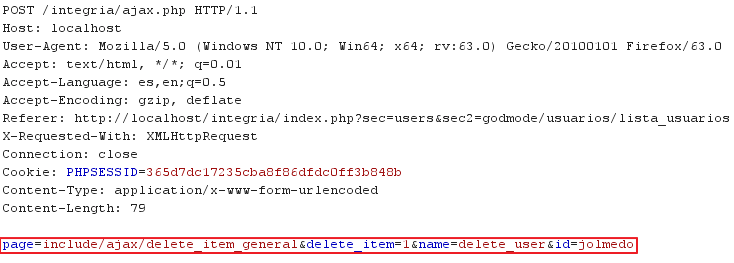 POST /integria/ajax.php HTTP/1.1
Host: localhost
User-Agent: Mozilla/5.0 (Windows NT 10.0; Win64; x64; rv:63.0) Gecko/20100101 Firefox/63.0
Accept: text/html, */*; q=0.01
Accept-Language: es,en;q=0.5
Accept-Encoding: gzip, deflate
Referer: http://localhost/integria/index.php?sec=users&sec2=godmode/usuarios/lista_usuarios
X-Requested-With: XMLHttpRequest
Connection: close
Cookie: PHPSESSID=365d7dc17235cba8f86dfdc0ff3b848b
Content-Type: application/x-www-form-urlencoded
Content-Length: 79
page=include/ajax/delete_item_general&delete_item=1&name=delete_user&id=jolmedo